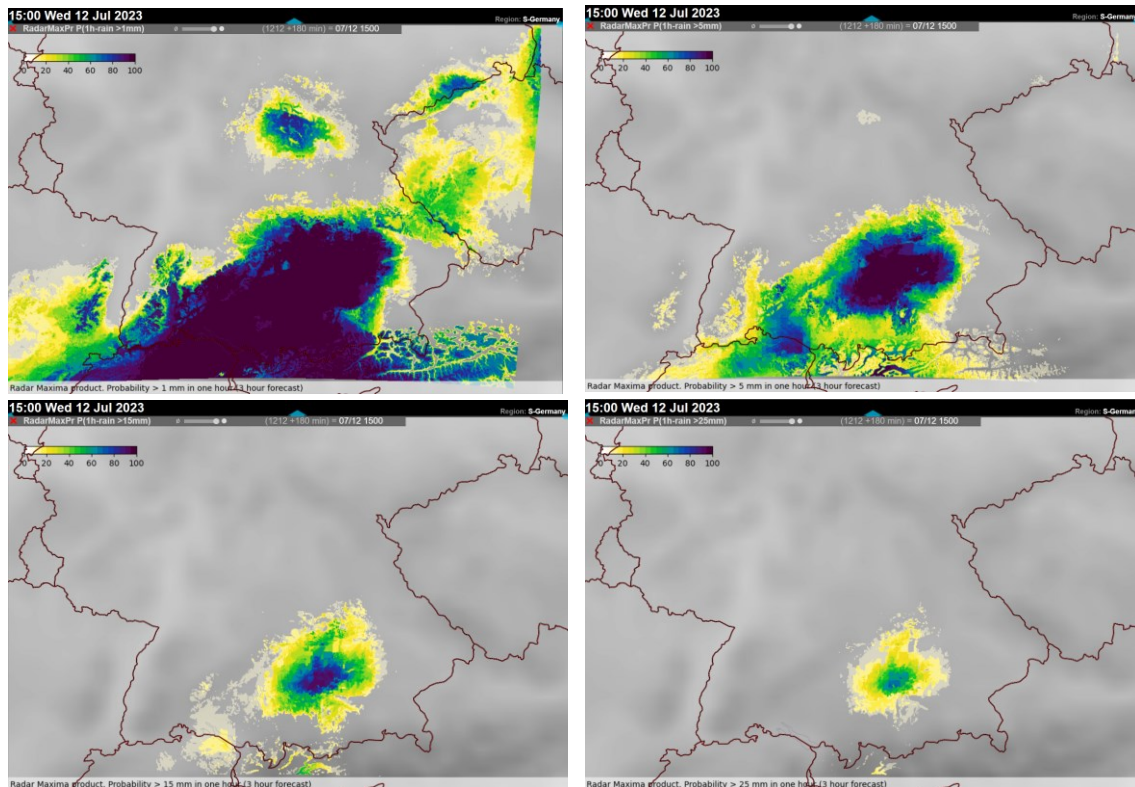 15:00 Wed 12 Jul 2023
Region: S-Germany
RadarMaxPr P(1h-rain >1mm)
(1212 +180 min) = 07/12 1500
0 20 40 60 80 100
Radar Maxima product. Probability > 1 mm in one hour (3 hour forecast)
15:00 Wed 12 Jul 2023
Region: S-Germany
RadarMaxPr P(1h-rain >5mm)
(1212 +180 min) = 07/12 1500
0 20 40 60 80 100
Radar Maxima product. Probability > 5 mm in one hour (3 hour forecast)
15:00 Wed 12 Jul 2023
Region: S-Germany
RadarMaxPr P(1h-rain >15mm)
(1212 +180 min) = 07/12 1500
0 20 40 60 80 100
Radar Maxima product. Probability > 15 mm in one hour (3 hour forecast)
15:00 Wed 12 Jul 2023
Region: S-Germany
RadarMaxPr P(1h-rain >25mm)
(1212 +180 min) = 07/12 1500
0 20 40 60 80 100
Radar Maxima product. Probability > 25 mm in one hour (3 hour forecast)